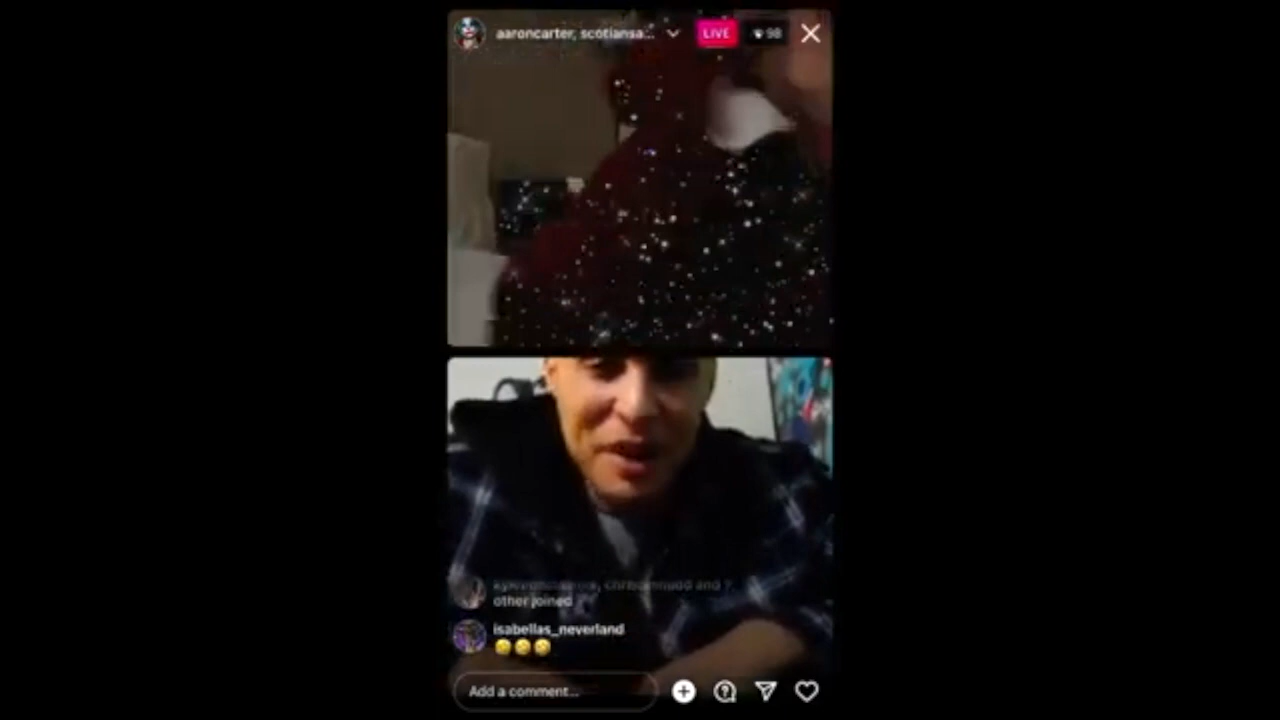 aaroncarter, scotiansa...
LIVE
98
other joined
isabellas_neverland
🤣🤣🤣
Add a comment...